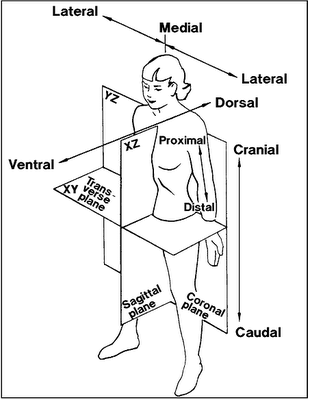 Lateral
Medial
Lateral
YZ
Dorsal
XZ
Proximal
Cranial
Ventral
XY
Trans-
verse
plane
Distal
Sagittal
plane
Coronal
plane
Caudal